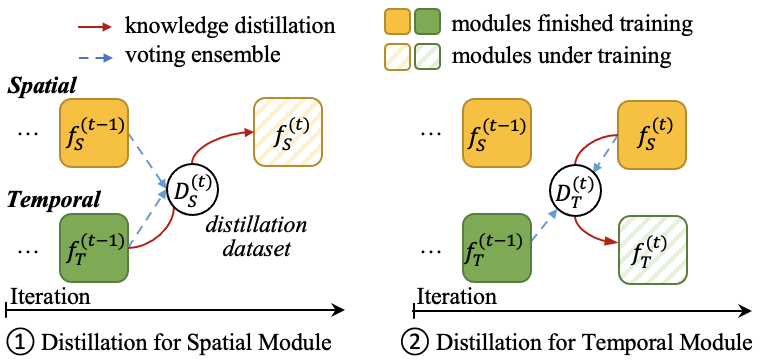 knowledge distillation
voting ensemble
modules finished training
modules under training
Spatial
... f_S^{(t-1)} f_S^{(t)}
D_S^{(t)}
Temporal
distillation
dataset
... f_T^{(t-1)}
Iteration
① Distillation for Spatial Module
... f_S^{(t-1)} f_S^{(t)}
D_T^{(t)}
... f_T^{(t-1)} f_T^{(t)}
Iteration
② Distillation for Temporal Module